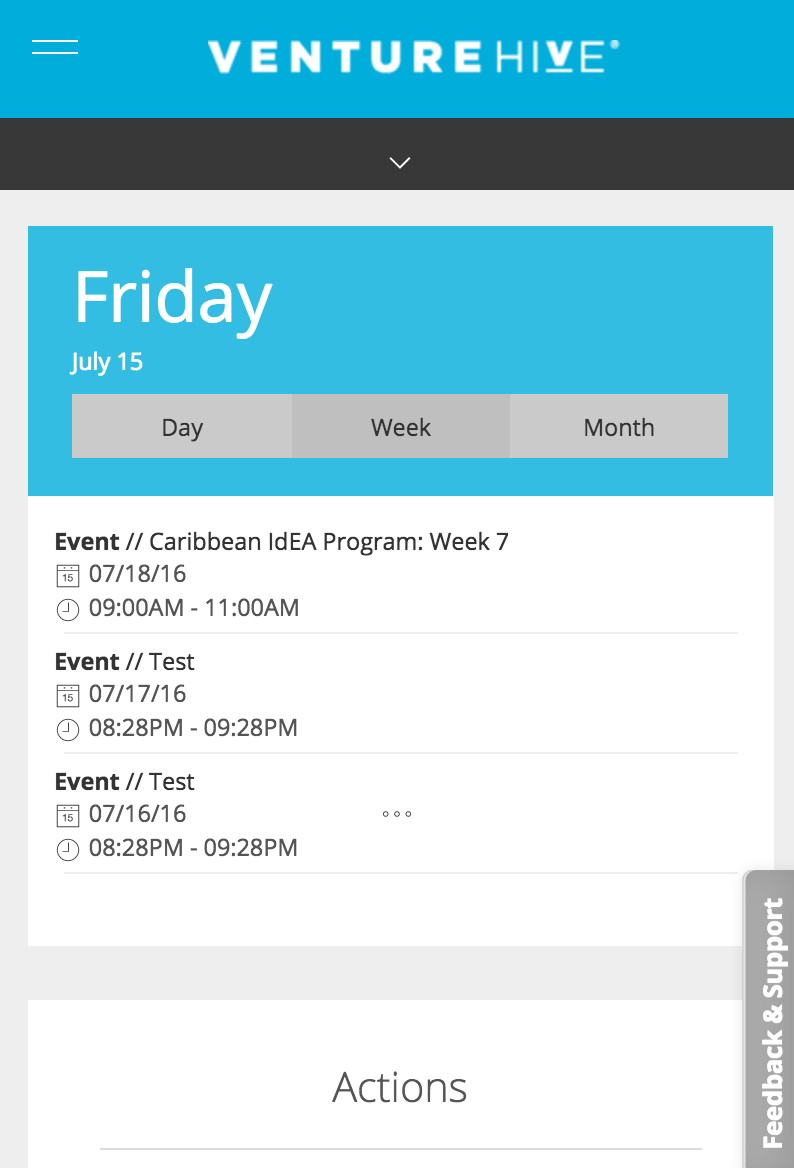 VENTURE HIVE®
Friday
July 15
Day Week Month
Event // Caribbean IdEA Program: Week 7
15 07/18/16
09:00AM - 11:00AM
Event // Test
15 07/17/16
08:28PM - 09:28PM
Event // Test
15 07/16/16
08:28PM - 09:28PM
Feedback & Support
Actions